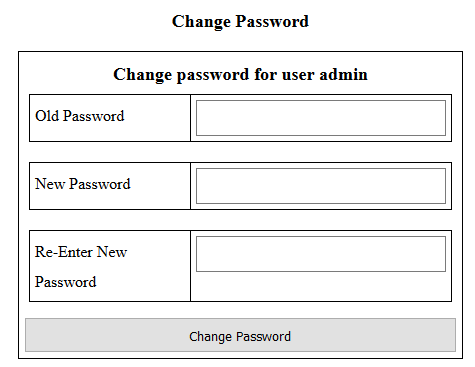 Change Password
Change password for user admin
Old Password
New Password
Re-Enter New
Password
Change Password